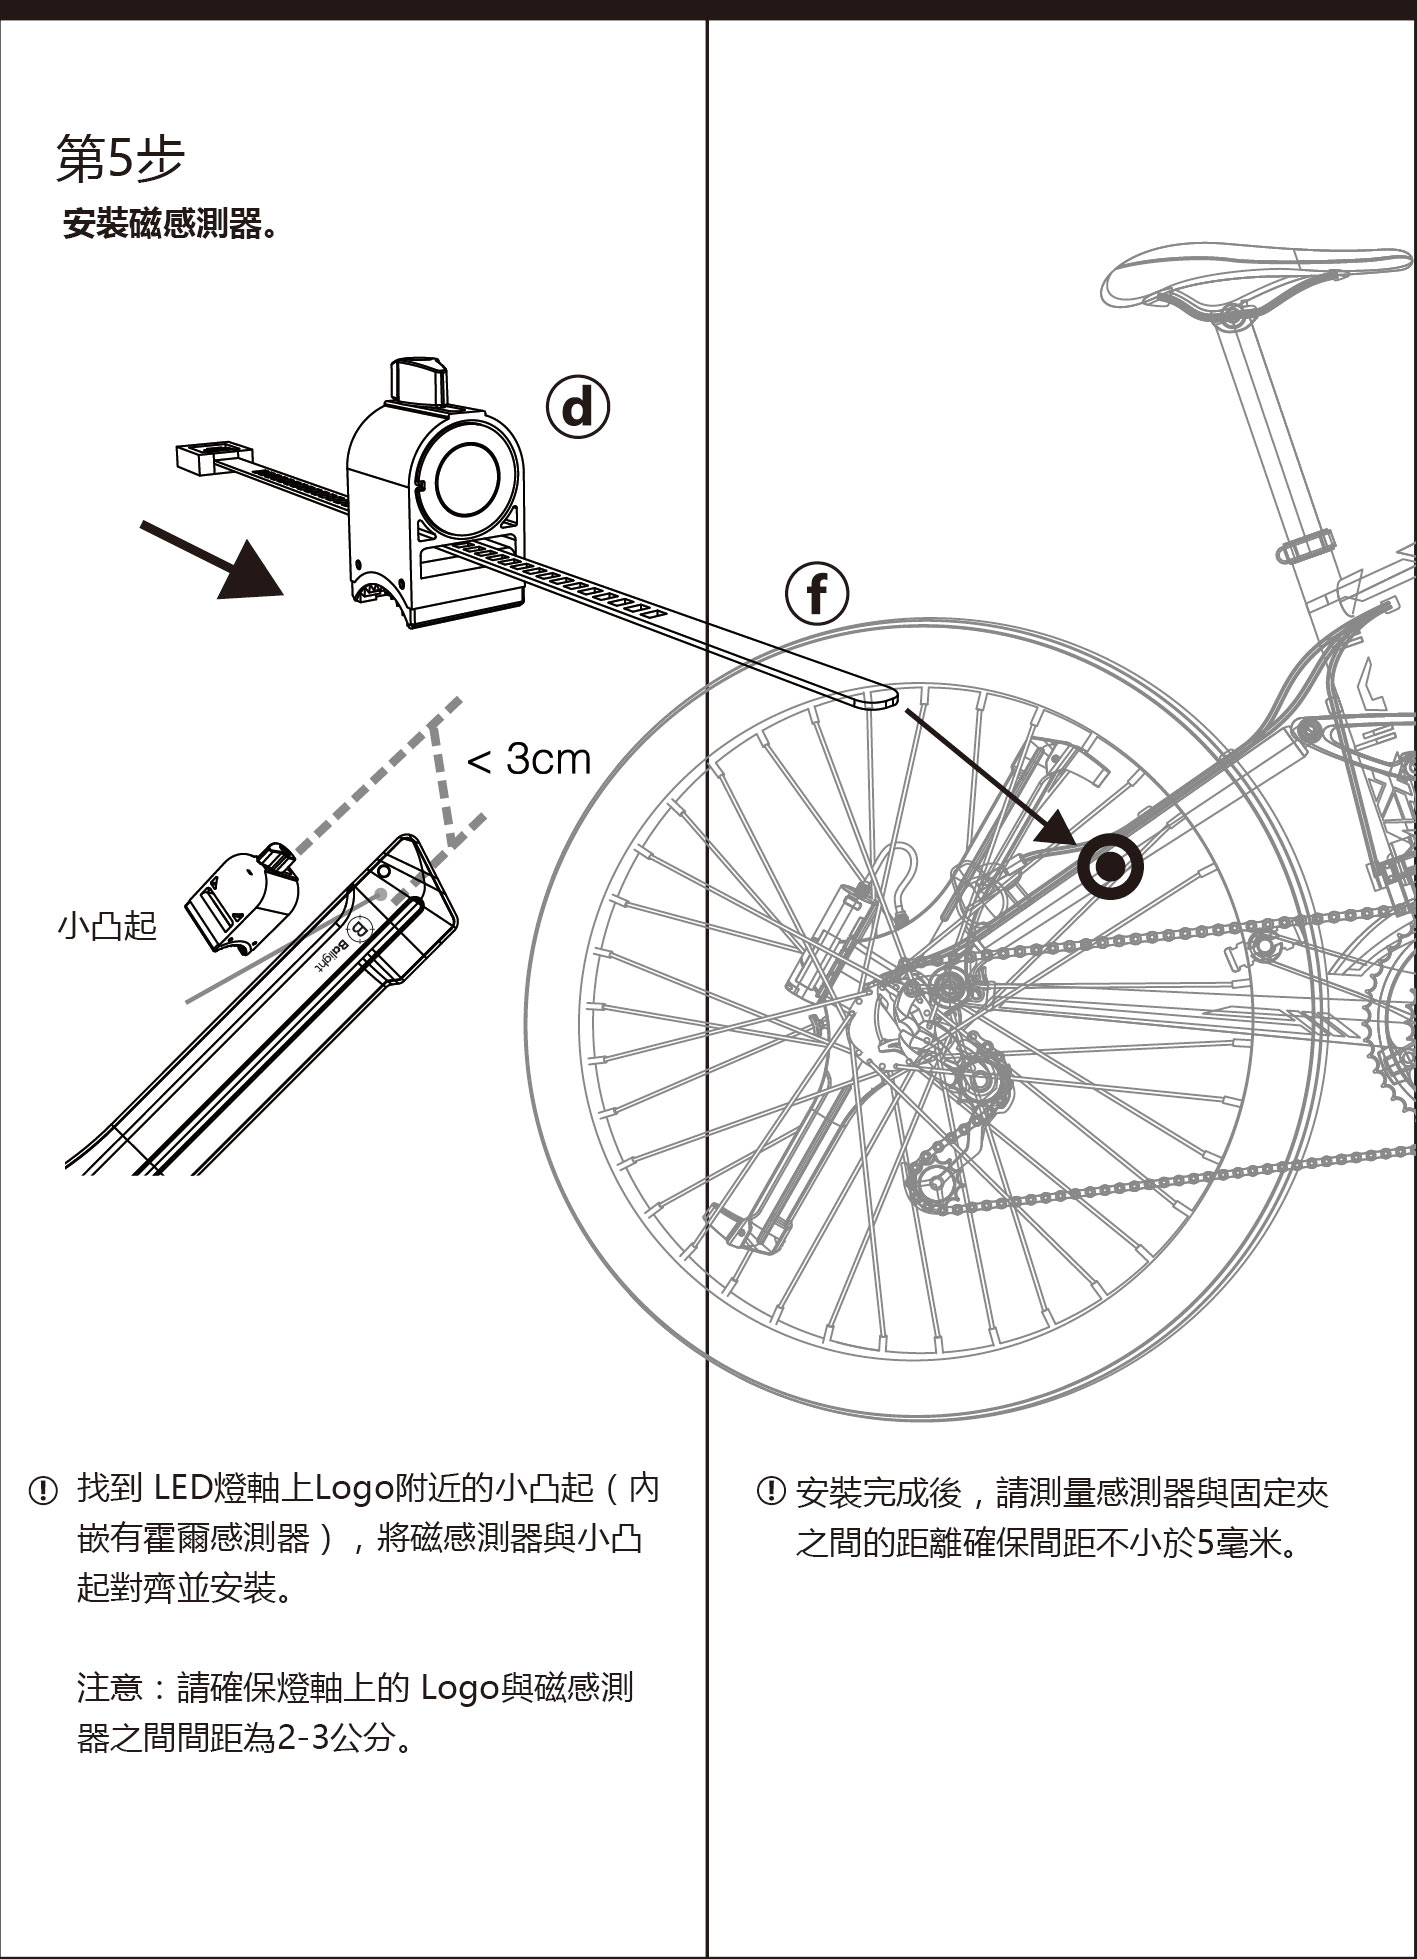 第5步
安裝磁感測器。
d
f
< 3cm
小凸起
B
Balight
找到 LED燈軸上Logo附近的小凸起（內
嵌有霍爾感測器），將磁感測器與小凸
起對齊並安裝。
注意：請確保燈軸上的 Logo與磁感測
器之間間距為2-3公分。
安裝完成後，請測量感測器與固定夾
之間的距離確保間距不小於5毫米。